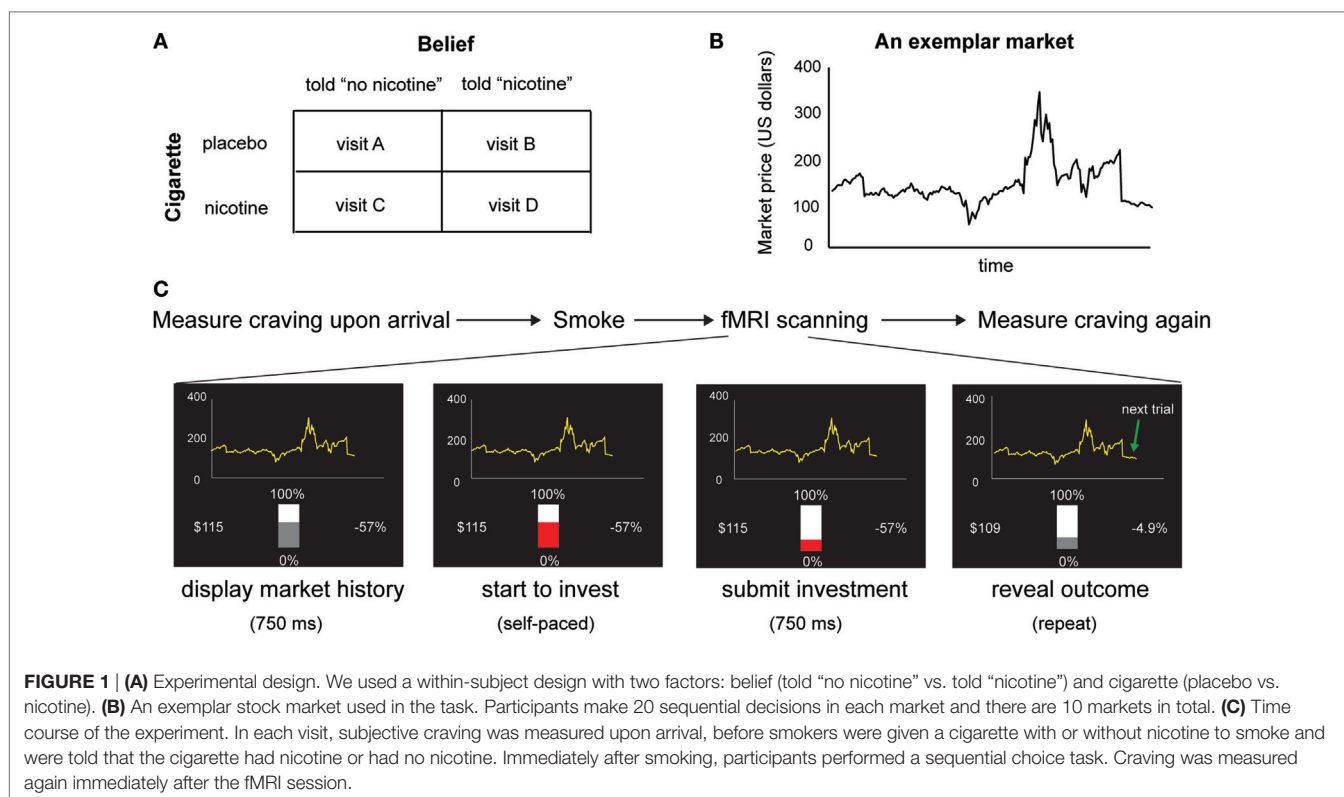 A
Belief
told “no nicotine” told “nicotine”
Cigarette
placebo visit A visit B
nicotine visit C visit D
B
An exemplar market
Market price (US dollars)
400
300
200
100
0
time
C
Measure craving upon arrival Smoke fMRI scanning Measure craving again
400
200
0
100%
$115 -57%
0%
display market history
(750 ms)
400
200
0
100%
$115 -57%
0%
start to invest
(self-paced)
400
200
0
100%
$115 -57%
0%
submit investment
(750 ms)
400
next trial
200
0
100%
$109 -4.9%
0%
reveal outcome
(repeat)
FIGURE 1 | (A) Experimental design. We used a within-subject design with two factors: belief (told “no nicotine” vs. told “nicotine”) and cigarette (placebo vs.
nicotine). (B) An exemplar stock market used in the task. Participants make 20 sequential decisions in each market and there are 10 markets in total. (C) Time
course of the experiment. In each visit, subjective craving was measured upon arrival, before smokers were given a cigarette with or without nicotine to smoke and
were told that the cigarette had nicotine or had no nicotine. Immediately after smoking, participants performed a sequential choice task. Craving was measured
again immediately after the fMRI session.